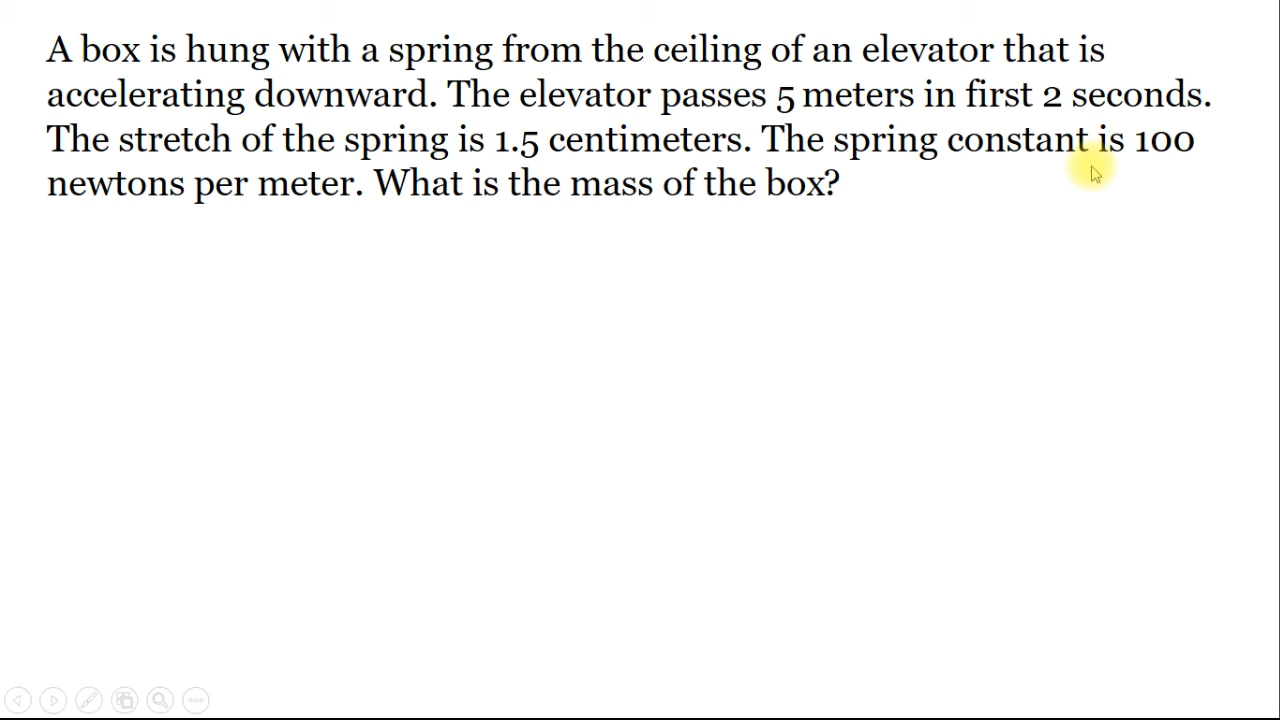 A box is hung with a spring from the ceiling of an elevator that is
accelerating downward. The elevator passes 5 meters in first 2 seconds.
The stretch of the spring is 1.5 centimeters. The spring constant is 100
newtons per meter. What is the mass of the box?